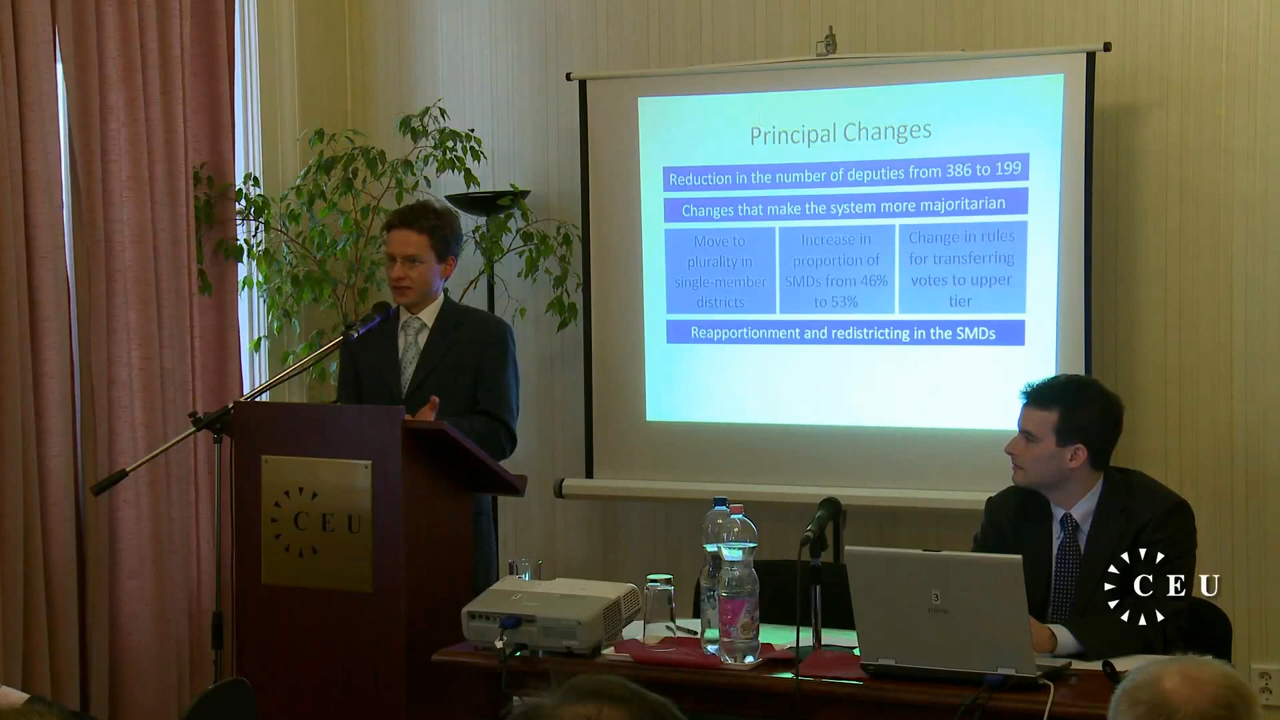 Principal Changes
Reduction in the number of deputies from 386 to 199
Changes that make the system more majoritarian
Move to
plurality in
single-member
districts
Increase in
proportion of
SMDs from 46%
to 53%
Change in rules
for transferring
votes to upper
tier
Reapportionment and redistricting in the SMDs
CEU
3
CEU